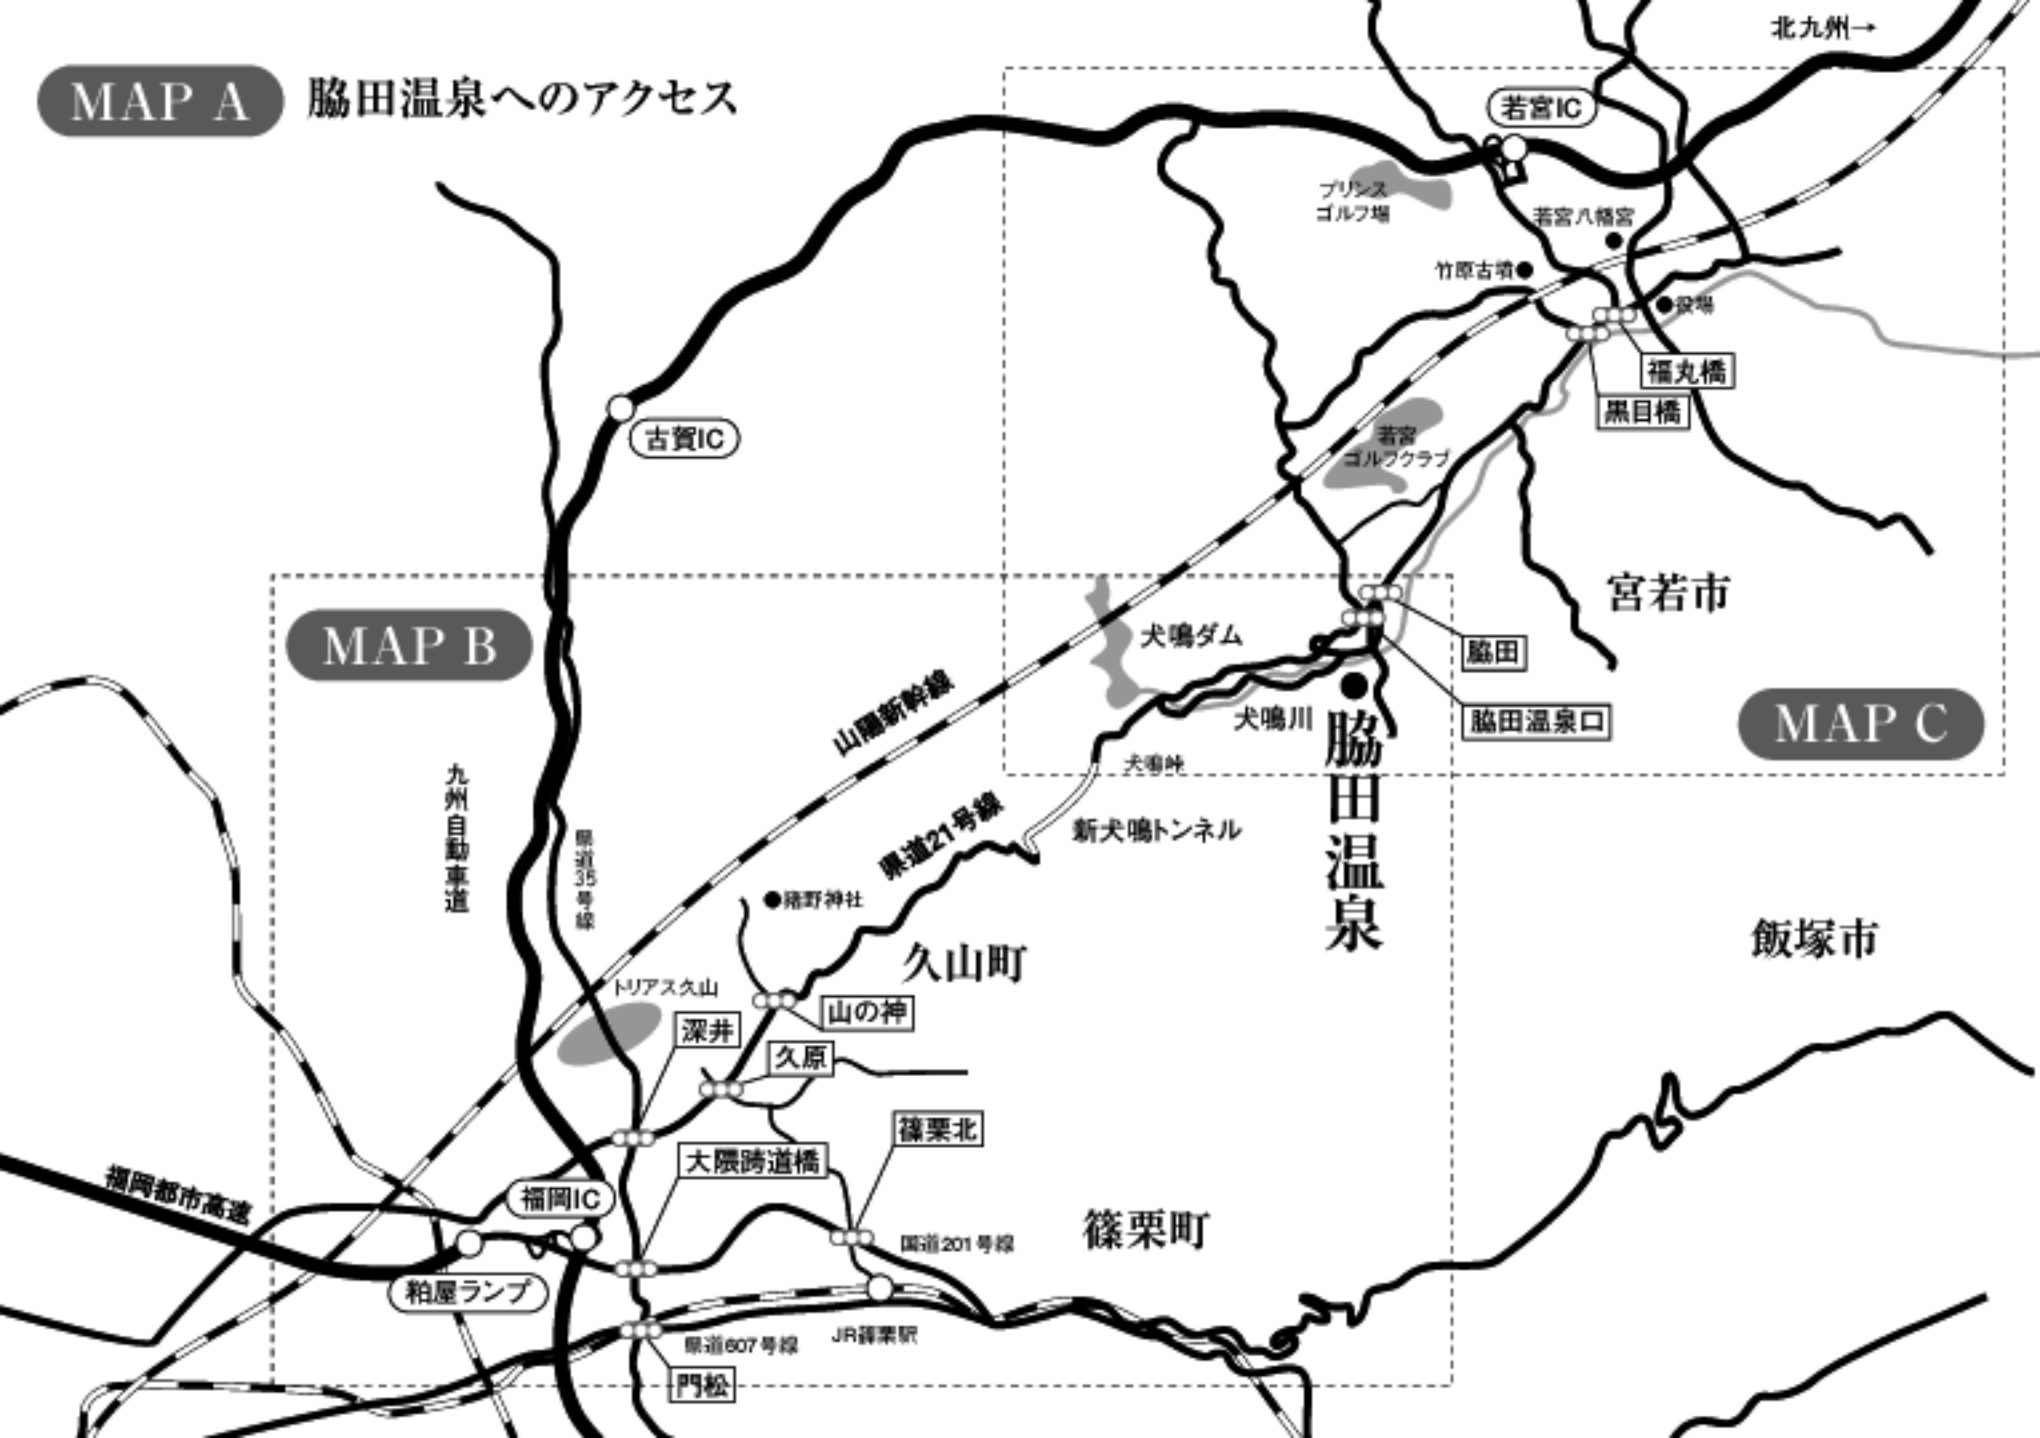 MAP A
脇田温泉へのアクセス
北九州→
若宮IC
プリンス
ゴルフ場
若宮八幡宮
竹原古墳
役場
福丸橋
黒目橋
古賀IC
若宮
ゴルフクラブ
宮若市
MAP B
犬鳴ダム
脇田
山陽新幹線
犬鳴川
脇田温泉口
MAP C
脇田温泉
犬鳴峠
九州自動車道
県道35号線
県道21号線
新犬鳴トンネル
猪野神社
久山町
飯塚市
トリアス久山
山の神
深井
久原
篠栗北
大隈跨道橋
福岡都市高速
福岡IC
篠栗町
国道201号線
粕屋ランプ
県道607号線
JR篠栗駅
門松